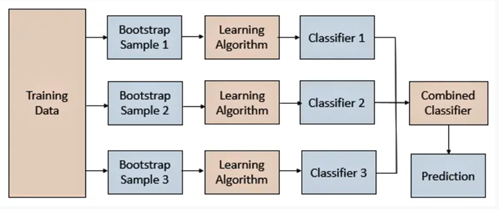 Training
Data
Bootstrap
Sample 1
Learning
Algorithm
Classifier 1
Bootstrap
Sample 2
Learning
Algorithm
Classifier 2
Bootstrap
Sample 3
Learning
Algorithm
Classifier 3
Combined
Classifier
Prediction